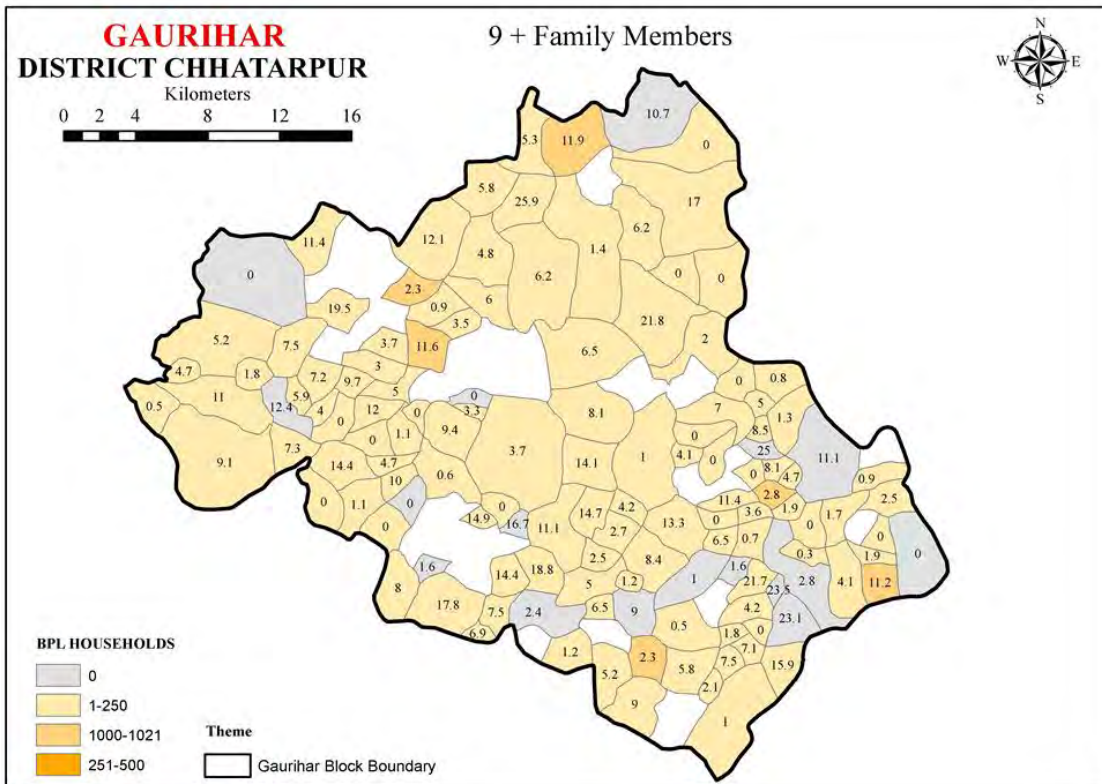 GAURIHAR
DISTRICT CHHATARPUR
Kilometers
0 2 4 8 12 16
9 + Family Members
N
W E
S
10.7
5.3 11.9 0
5.8 25.9 17
11.4 12.1 4.8 6.2 1.4 6.2
0 0 0
2.3 6
19.5 0.9 3.5 21.8
5.2 7.5 3.7 11.6 6.5 2
4.7 1.8 7.2 3 0 0.8
11 5.9 9.7 5 0
0.5 12.4 4 12 0 3.3 8.1 7 5 1.3
0 9.4 0 8.5
9.1 7.3 0 1.1 3.7 14.1 1 4.1 0 25 11.1
14.4 4.7 0.6 0 8.1 4.7 0.9
10 2.8
0 1.1 0 14.9 0 14.7 4.2 11.4 1.9 2.5
0 16.7 11.1 2.7 13.3 0 3.6 0 1.7
6.5 0.7 0
1.6 14.4 18.8 2.5 8.4 1.6 0.3 1.9 0
8 5 1.2 1 21.7 23.5 2.8 4.1 11.2
17.8 7.5 2.4 6.5 9 4.2 23.1
6.9 0.5 1.8 0
1.2 2.3 7.1
5.2 5.8 7.5 15.9
9 2.1
1
BPL HOUSEHOLDS
0
1-250
1000-1021
251-500
Theme
Gaurihar Block Boundary